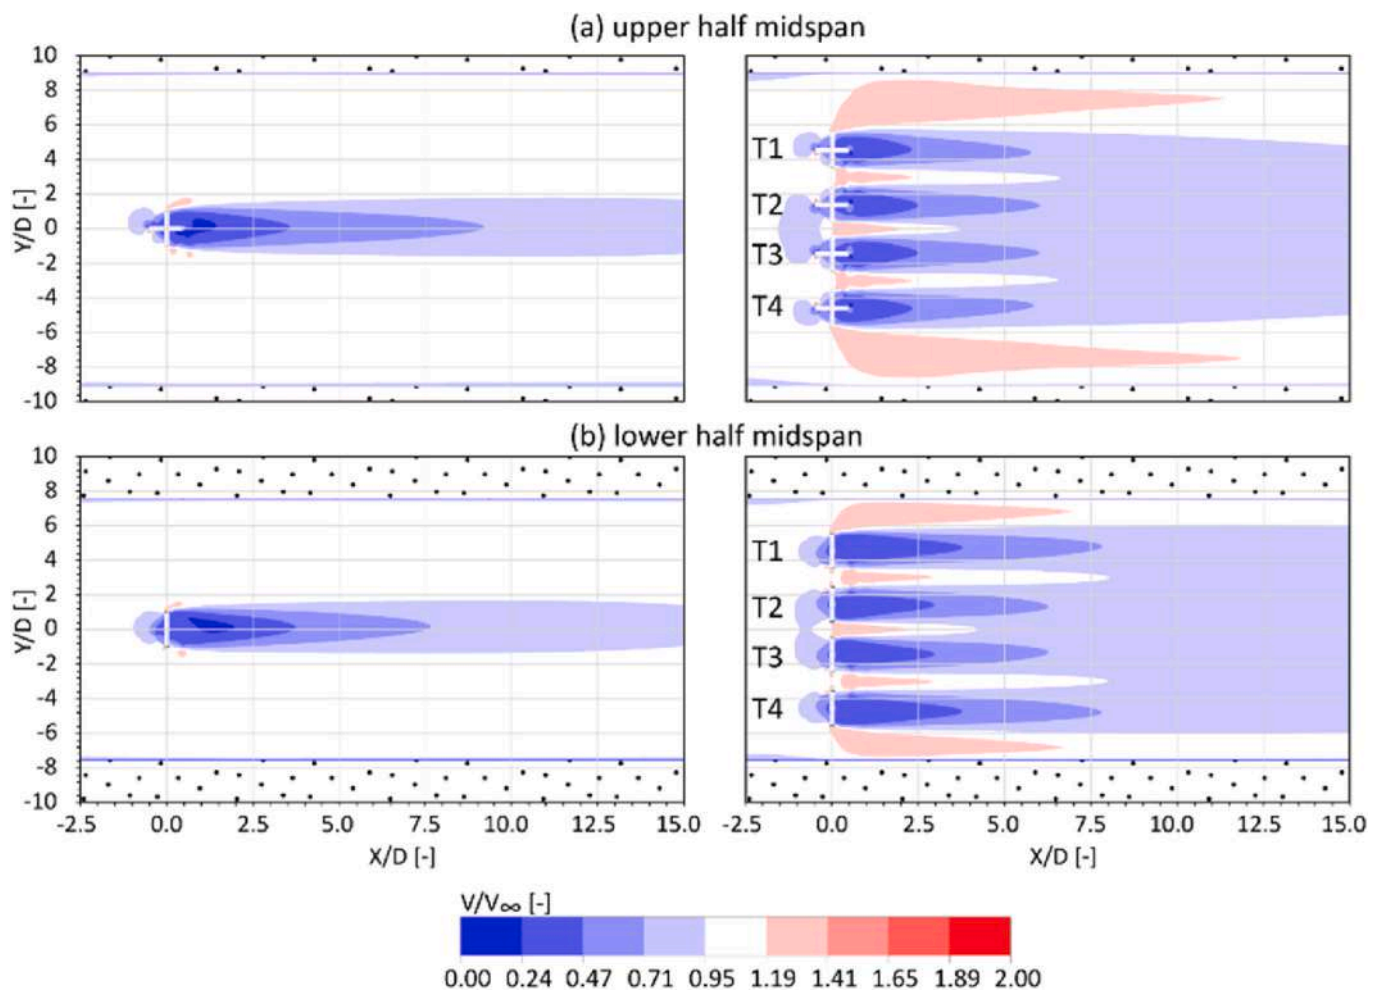 (a) upper half midspan
10
8
6
4
2
0
-2
-4
-6
-8
-10
Y/D [-]
T1
T2
T3
T4
(b) lower half midspan
10
8
6
4
2
0
-2
-4
-6
-8
-10
Y/D [-]
T1
T2
T3
T4
-2.5 0.0 2.5 5.0 7.5 10.0 12.5 15.0
-2.5 0.0 2.5 5.0 7.5 10.0 12.5 15.0
X/D [-]
X/D [-]
V/V∞ [-]
0.00 0.24 0.47 0.71 0.95 1.19 1.41 1.65 1.89 2.00